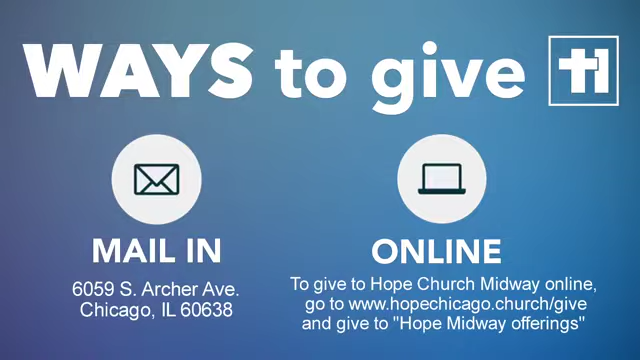 WAYS to give
MAIL IN
6059 S. Archer Ave.
Chicago, IL 60638
ONLINE
To give to Hope Church Midway online,
go to www.hopechicago.church/give
and give to "Hope Midway offerings"